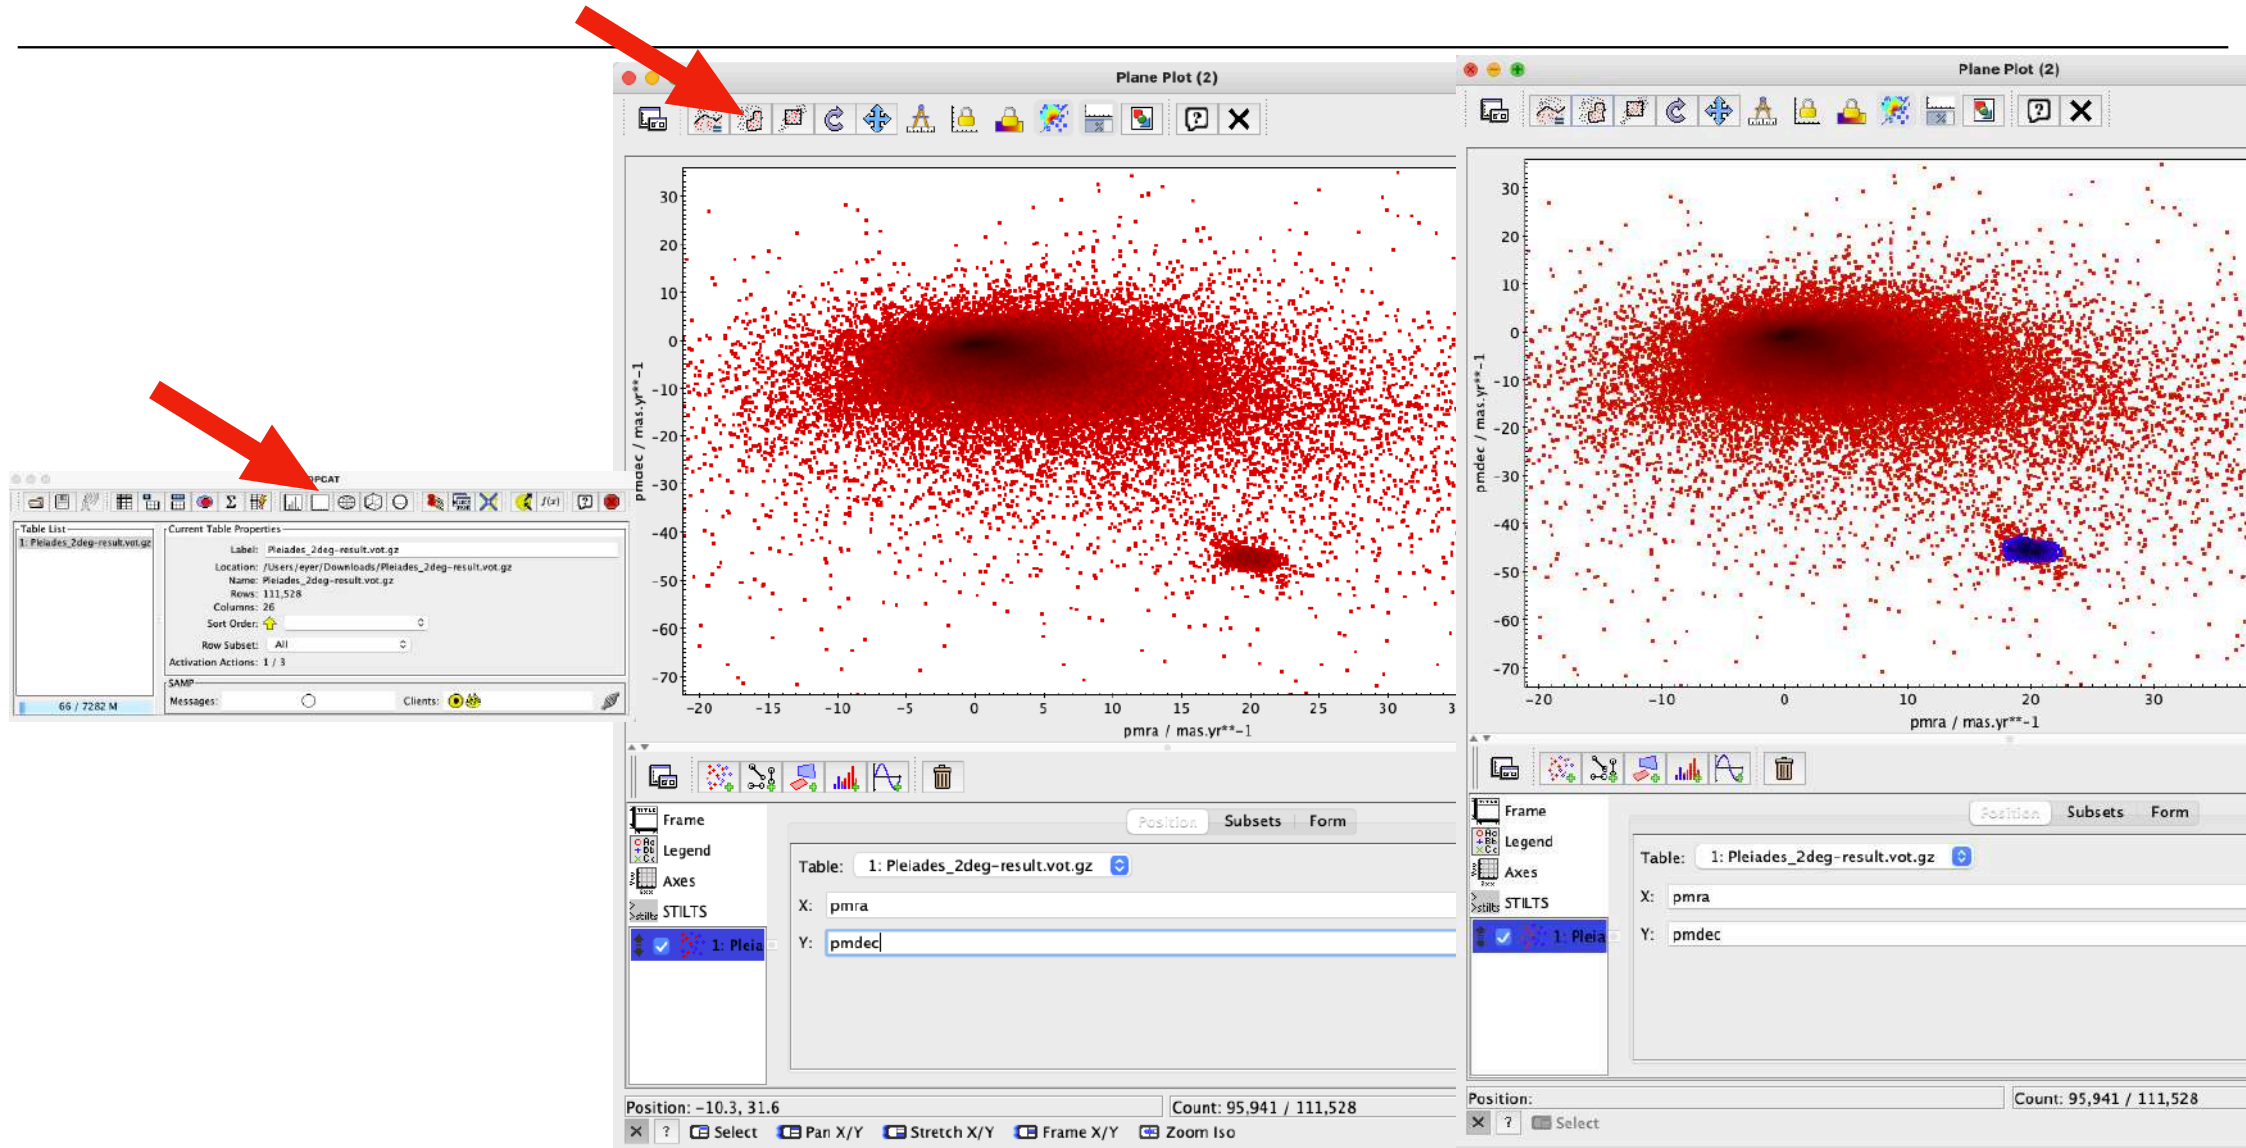 OPCAT
Table List
1: Pleiades_2deg-result.vot.gz
66 / 7282 M
Current Table Properties
Label: Pleiades_2deg-result.vot.gz
Location: /Users/eyer/Downloads/Pleiades_2deg-result.vot.gz
Name: Pleiades_2deg-result.vot.gz
Rows: 111,528
Columns: 26
Sort Order:
Row Subset: All
Activation Actions: 1 / 3
SAMP
Messages: Clients:
Plane Plot (2)
30
20
10
0
-10
-20
-30
-40
-50
-60
-70
pmdec / mas.yr**-1
-20 -15 -10 -5 0 5 10 15 20 25 30 3
pmra / mas.yr**-1
Frame
Legend
Axes
STILTS
1: Pleia
Position Subsets Form
Table: 1: Pleiades_2deg-result.vot.gz
X: pmra
Y: pmdec
Position: -10.3, 31.6
Count: 95,941 / 111,528
Select Pan X/Y Stretch X/Y Frame X/Y Zoom Iso
Plane Plot (2)
30
20
10
0
-10
-20
-30
-40
-50
-60
-70
pmdec / mas.yr**-1
-20 -10 0 10 20 30
pmra / mas.yr**-1
Frame
Legend
Axes
STILTS
1: Pleia
Position Subsets Form
Table: 1: Pleiades_2deg-result.vot.gz
X: pmra
Y: pmdec
Position:
Count: 95,941 / 111,528
Select